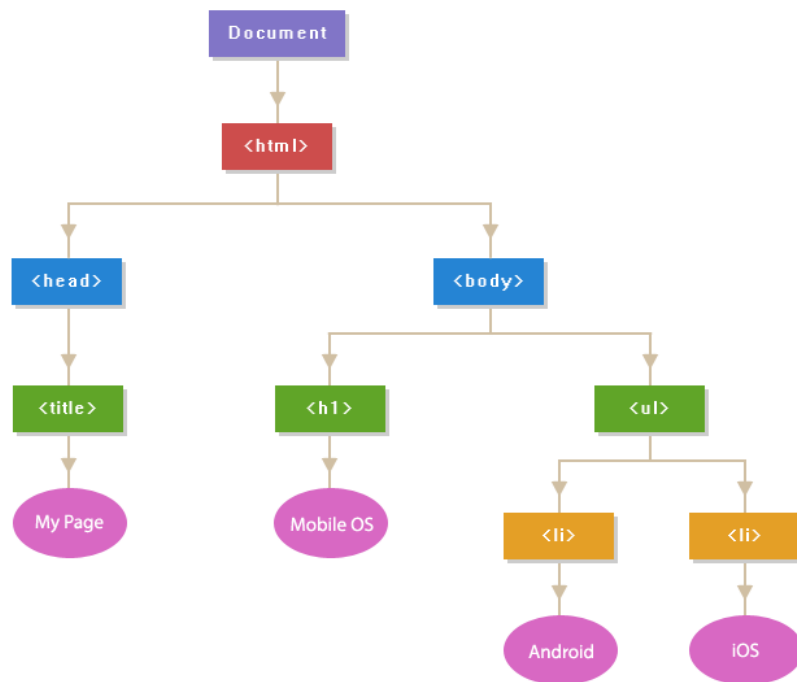 Document
<html>
<head>
<body>
<title>
<h1>
<ul>
My Page
Mobile OS
<li>
<li>
Android
iOS